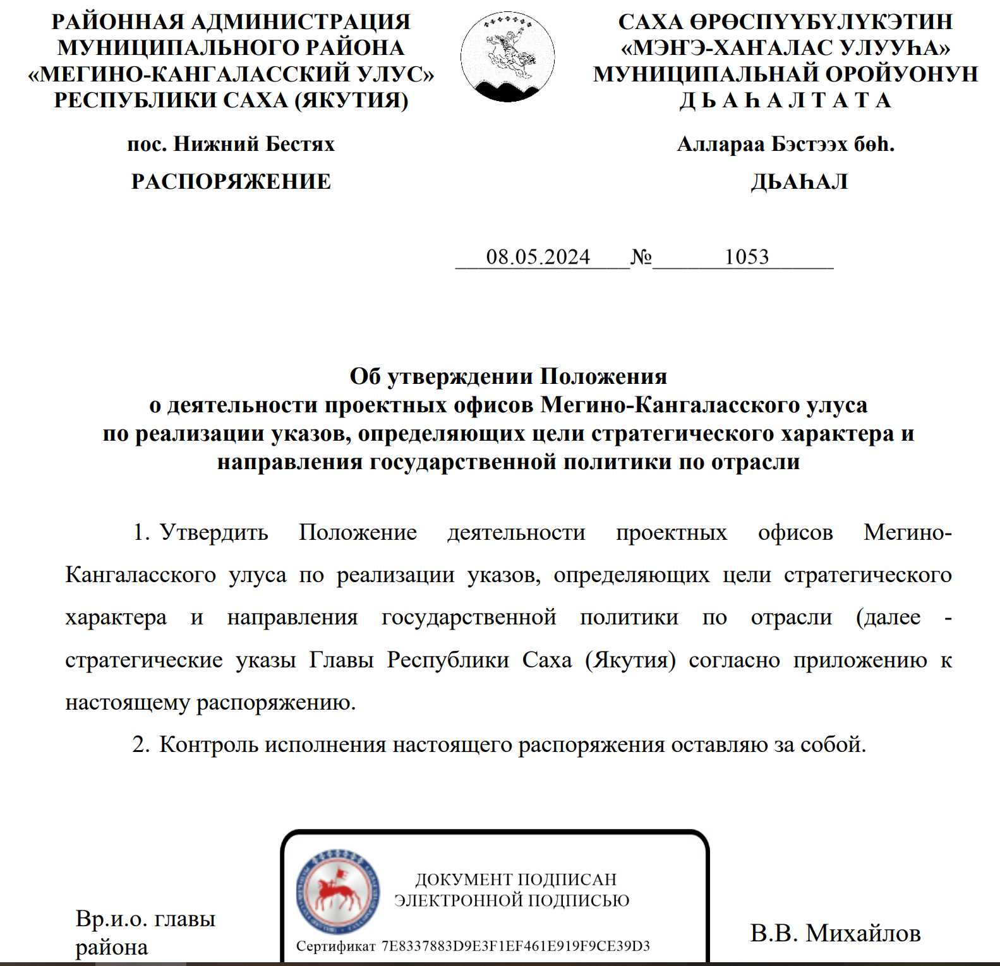 РАЙОННАЯ АДМИНИСТРАЦИЯ
МУНИЦИПАЛЬНОГО РАЙОНА
«МЕГИНО-КАНГАЛАССКИЙ УЛУС»
РЕСПУБЛИКИ САХА (ЯКУТИЯ)
пос. Нижний Бестях
РАСПОРЯЖЕНИЕ
САХА ӨРӨСПҮҮБҮЛҮКЭТИН
«МЭҤЭ-ХАҤАЛАС УЛУУҺА»
МУНИЦИПАЛЬНАЙ ОРОЙУОНУН
Д Ь А Һ А Л Т А Т А
Аллараа Бэстээх бөһ.
ДЬАҺАЛ
08.05.2024 № 1053
Об утверждении Положения
о деятельности проектных офисов Мегино-Кангаласского улуса
по реализации указов, определяющих цели стратегического характера и
направления государственной политики по отрасли
1. Утвердить Положение деятельности проектных офисов Мегино-
Кангаласского улуса по реализации указов, определяющих цели стратегического
характера и направления государственной политики по отрасли (далее -
стратегические указы Главы Республики Саха (Якутия) согласно приложению к
настоящему распоряжению.
2. Контроль исполнения настоящего распоряжения оставляю за собой.
Вр.и.о. главы
района
ДОКУМЕНТ ПОДПИСАН
ЭЛЕКТРОННОЙ ПОДПИСЬЮ
Сертификат 7E8337883D9E3F1EF461E919F9CE39D3
В.В. Михайлов